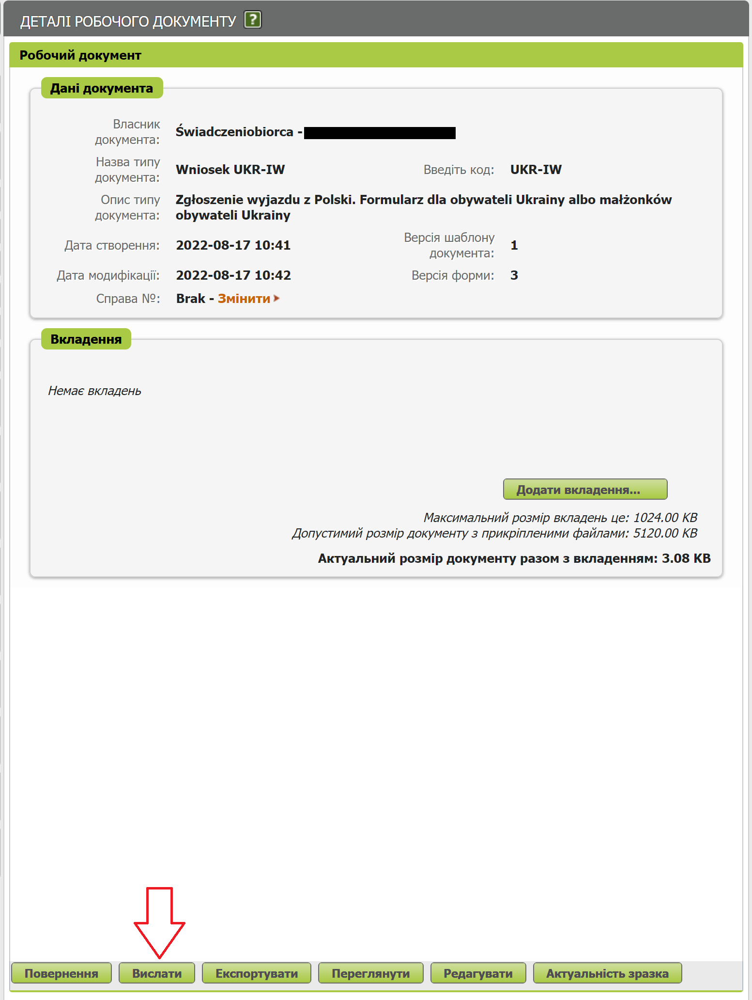 ДЕТАЛІ РОБОЧОГО ДОКУМЕНТУ ?
Робочий документ
Дані документа
Власник
документа:
Świadczeniobiorca -
Назва типу
документа:
Wniosek UKR-IW
Введіть код: UKR-IW
Опис типу
документа:
Zgłoszenie wyjazdu z Polski. Formularz dla obywateli Ukrainy albo małżonków
obywateli Ukrainy
Дата створення: 2022-08-17 10:41
Версія шаблону
документа:
1
Дата модифікації: 2022-08-17 10:42
Версія форми: 3
Справа №: Brak - Змінити
Вкладення
Немає вкладень
Додати вкладення...
Максимальний розмір вкладень це: 1024.00 KB
Допустимий розмір документу з прикріпленими файлами: 5120.00 KB
Актуальний розмір документу разом з вкладенням: 3.08 KB
Повернення Вислати Експортувати Переглянути Редагувати Актуальність зразка